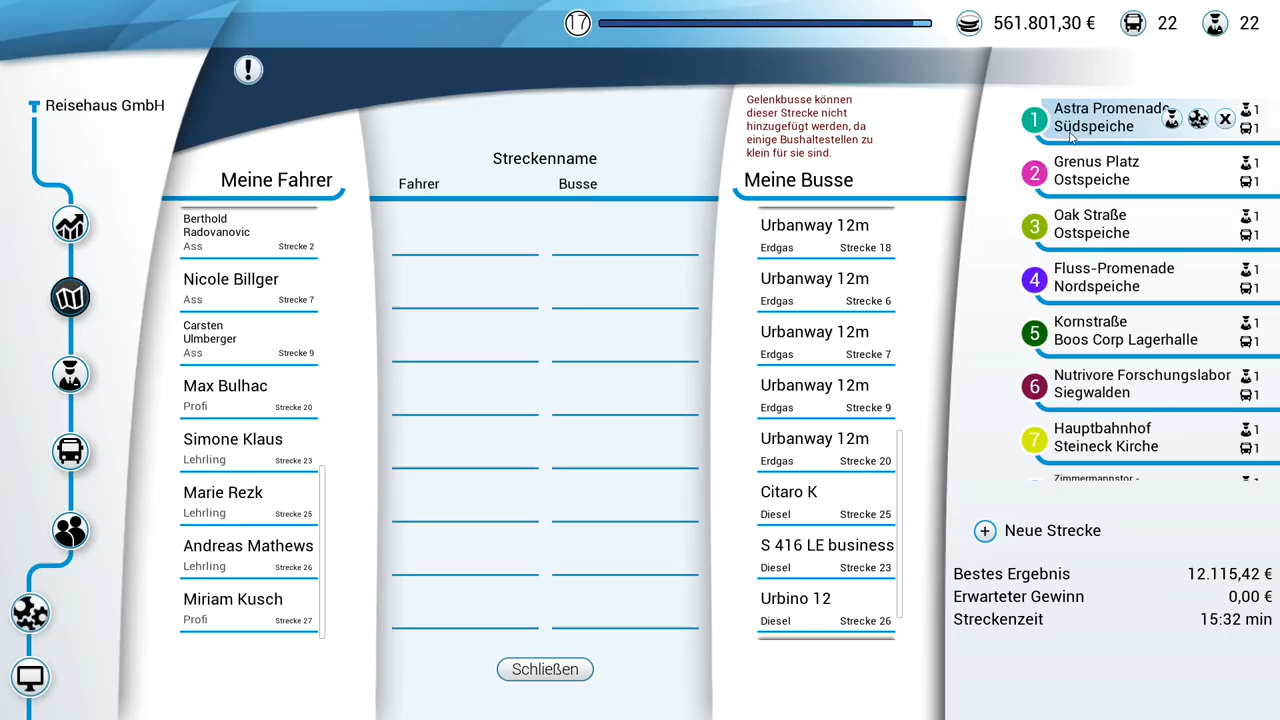 17
561.801,30 €
22
22
Reisehaus GmbH
Meine Fahrer
Berthold
Radovanovic
Ass
Strecke 2
Nicole Billger
Ass
Strecke 7
Carsten
Ulmberger
Ass
Strecke 9
Max Bulhac
Profi
Strecke 20
Simone Klaus
Lehrling
Strecke 23
Marie Rezk
Lehrling
Strecke 25
Andreas Mathews
Lehrling
Strecke 26
Miriam Kusch
Profi
Strecke 27
Streckenname
Fahrer
Busse
Schließen
Gelenkbusse können
dieser Strecke nicht
hinzugefügt werden, da
einige Bushaltestellen zu
klein für sie sind.
Meine Busse
Urbanway 12m
Erdgas
Strecke 18
Urbanway 12m
Erdgas
Strecke 6
Urbanway 12m
Erdgas
Strecke 7
Urbanway 12m
Erdgas
Strecke 9
Urbanway 12m
Erdgas
Strecke 20
Citaro K
Diesel
Strecke 25
S 416 LE business
Diesel
Strecke 23
Urbino 12
Diesel
Strecke 26
1
Astra Promenade
Südspeiche
1
1
2
Grenus Platz
Ostspeiche
1
1
3
Oak Straße
Ostspeiche
1
1
4
Fluss-Promenade
Nordspeiche
1
1
5
Kornstraße
Boos Corp Lagerhalle
1
1
6
Nutrivore Forschungslabor
Siegwalden
1
1
7
Hauptbahnhof
Steineck Kirche
1
1
Zimmermannstor -
Neue Strecke
Bestes Ergebnis
12.115,42 €
Erwarteter Gewinn
0,00 €
Streckenzeit
15:32 min